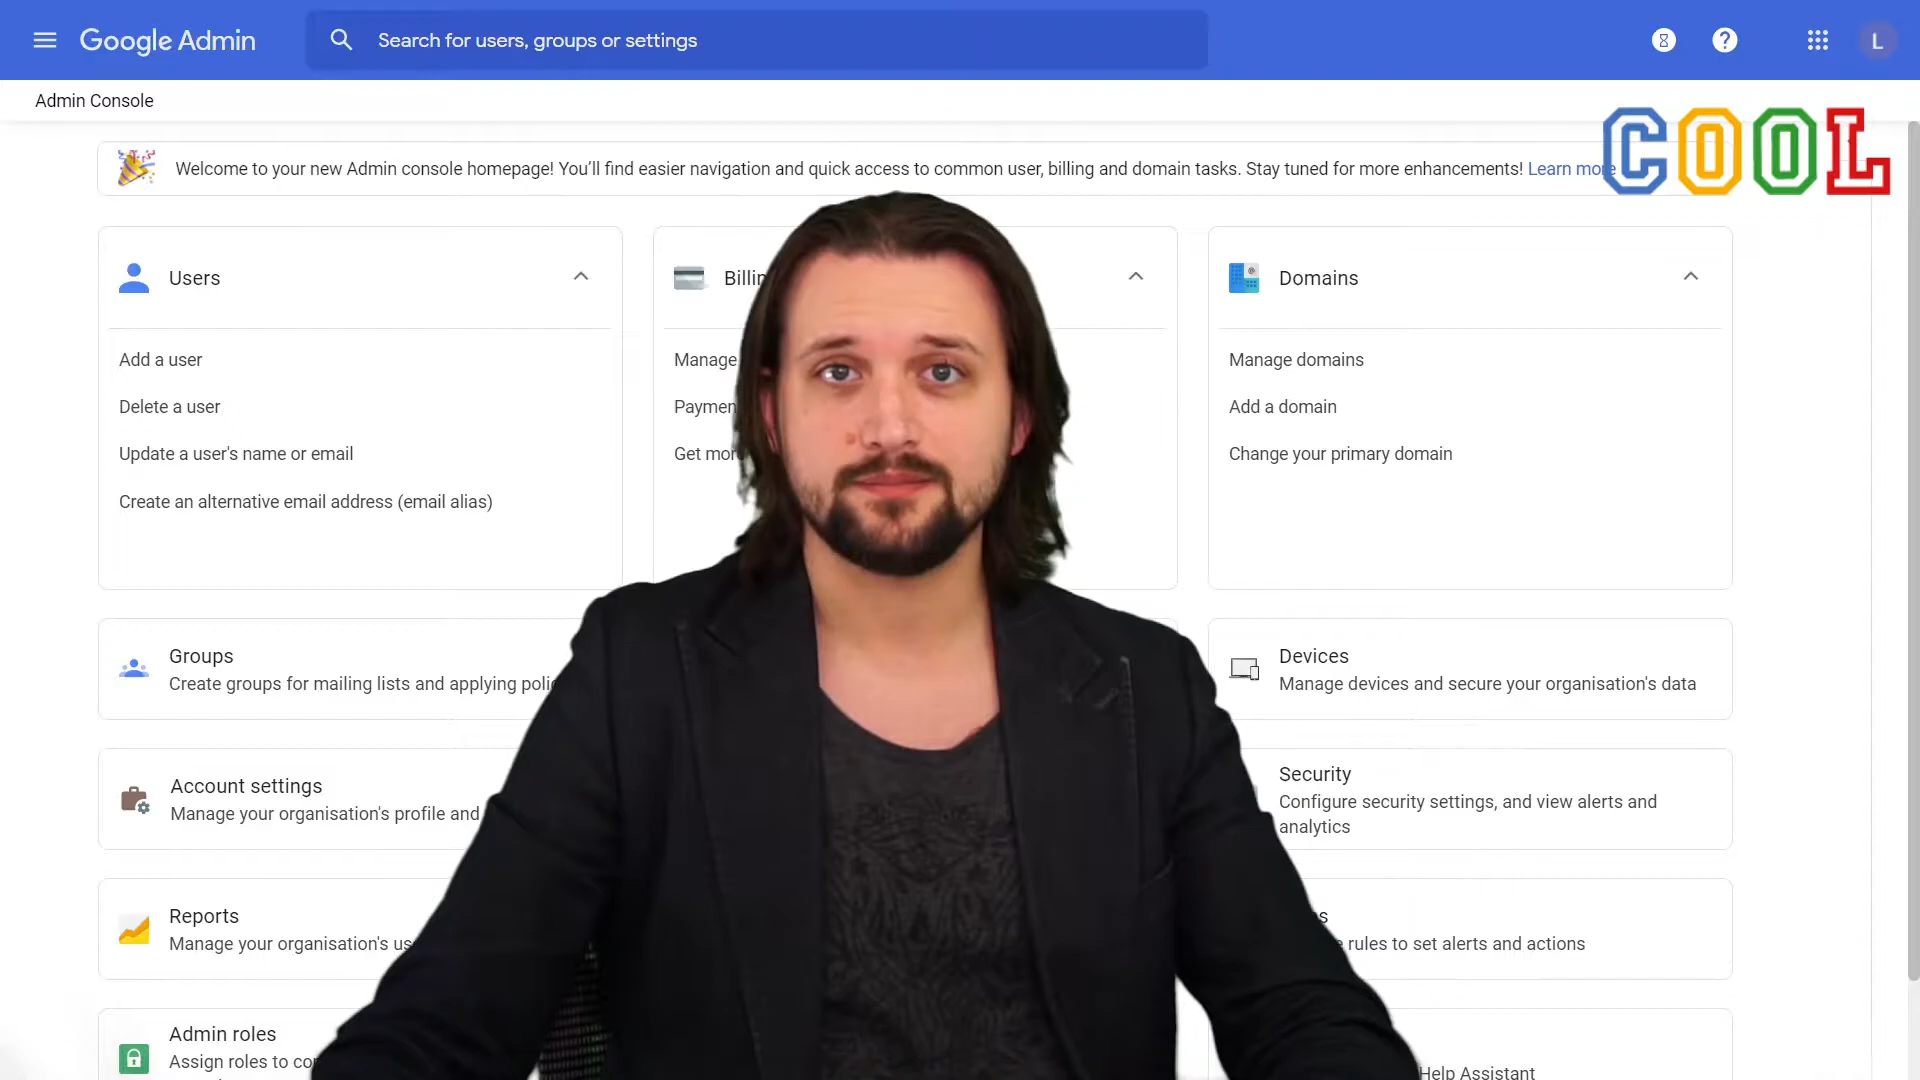 Google Admin
Search for users, groups or settings
L
Admin Console
COOL
Welcome to your new Admin console homepage! You'll find easier navigation and quick access to common user, billing and domain tasks. Stay tuned for more enhancements! Learn more
Users
Add a user
Delete a user
Update a user's name or email
Create an alternative email address (email alias)
Manage
Domains
Manage domains
Add a domain
Change your primary domain
Groups
Create groups for mailing lists and applying
Devices
Manage devices and secure your organisation's data
Account settings
Manage your organisation's profile and
Security
Configure security settings, and view alerts and
analytics
Reports
Manage your organisation's
rules to set alerts and actions
Admin roles
Assign roles to
Help Assistant